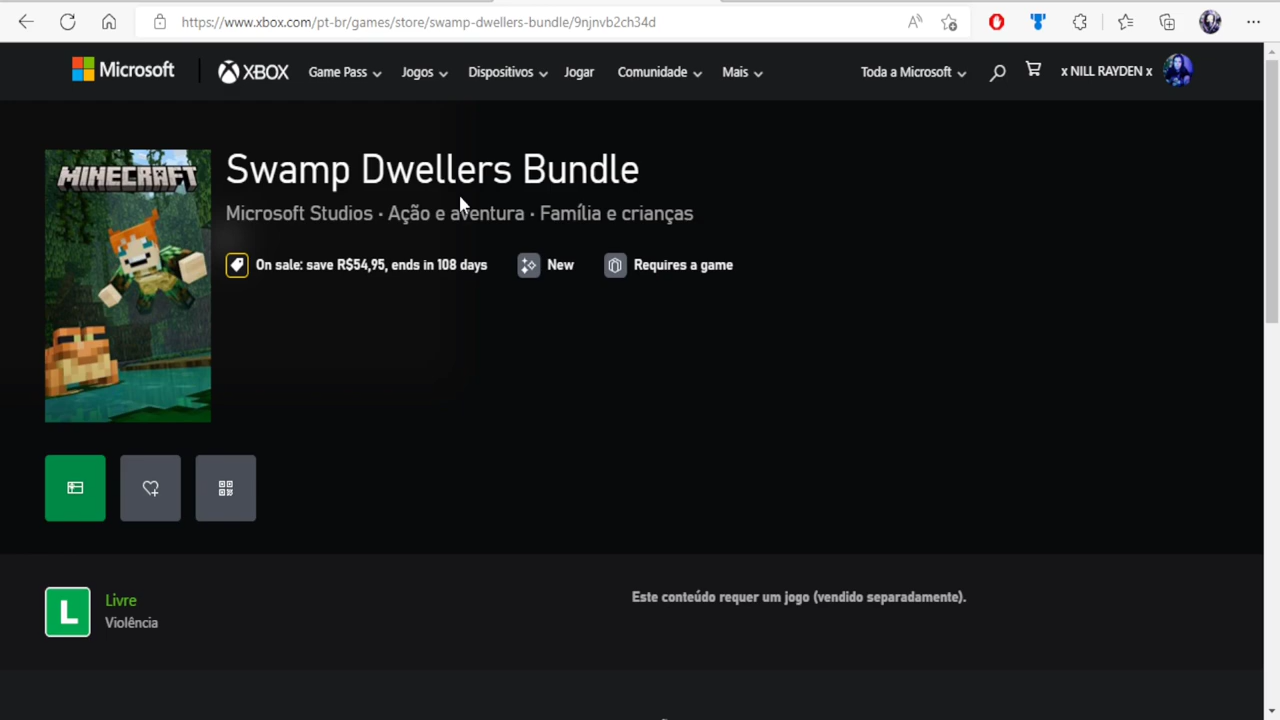 https://www.xbox.com/pt-br/games/store/swamp-dwellers-bundle/9njnvb2ch34d
Microsoft XBOX Game Pass Jogos Dispositivos Jogar Comunidade Mais Toda a Microsoft x NILL RAYDEN x
MINECRAFT
Swamp Dwellers Bundle
Microsoft Studios · Ação e aventura · Família e crianças
On sale: save R$54,95, ends in 108 days New Requires a game
L
Livre
Violência
Este conteúdo requer um jogo (vendido separadamente).